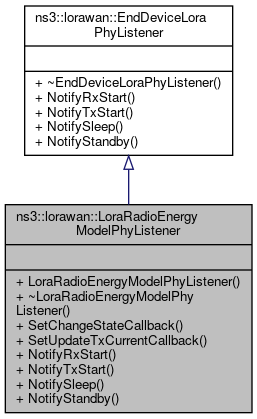 ns3::lorawan::EndDeviceLora
PhyListener
+ ~EndDeviceLoraPhyListener()
+ NotifyRxStart()
+ NotifyTxStart()
+ NotifySleep()
+ NotifyStandby()
ns3::lorawan::LoraRadioEnergy
ModelPhyListener
+ LoraRadioEnergyModelPhyListener()
+ ~LoraRadioEnergyModelPhy
Listener()
+ SetChangeStateCallback()
+ SetUpdateTxCurrentCallback()
+ NotifyRxStart()
+ NotifyTxStart()
+ NotifySleep()
+ NotifyStandby()